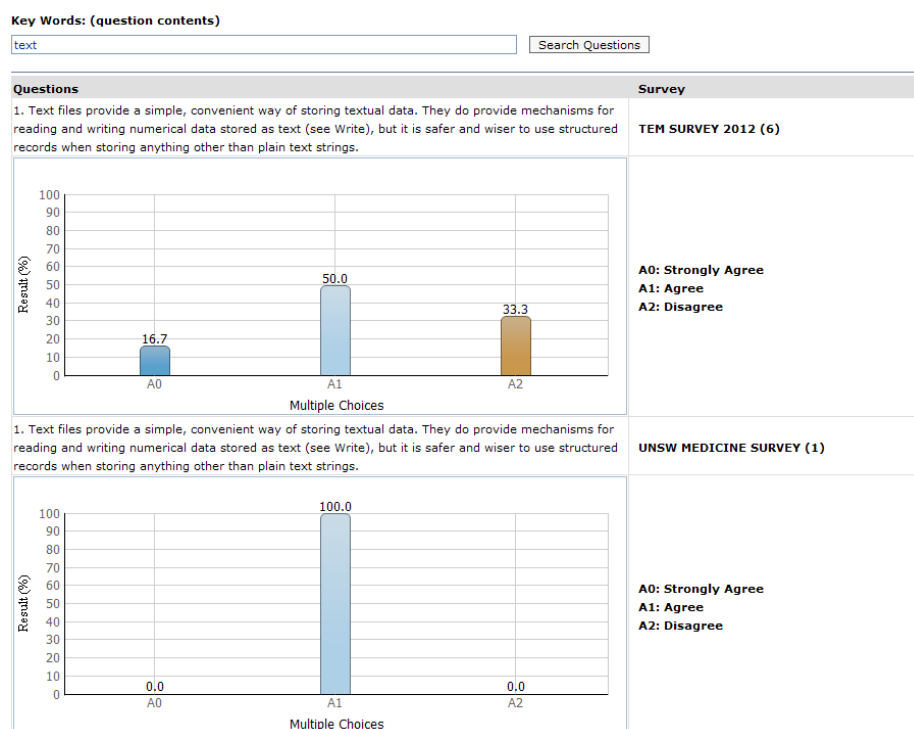 Key Words: (question contents)
text
Search Questions
Questions Survey
1. Text files provide a simple, convenient way of storing textual data. They do provide mechanisms for
reading and writing numerical data stored as text (see Write), but it is safer and wiser to use structured
records when storing anything other than plain text strings.
TEM SURVEY 2012 (6)
100
90
80
70
60
50
40
30
20
10
0
Result (%)
16.7
50.0
33.3
A0 A1 A2
Multiple Choices
A0: Strongly Agree
A1: Agree
A2: Disagree
1. Text files provide a simple, convenient way of storing textual data. They do provide mechanisms for
reading and writing numerical data stored as text (see Write), but it is safer and wiser to use structured
records when storing anything other than plain text strings.
UNSW MEDICINE SURVEY (1)
100
90
80
70
60
50
40
30
20
10
0
Result (%)
0.0
100.0
0.0
A0 A1 A2
Multiple Choices
A0: Strongly Agree
A1: Agree
A2: Disagree